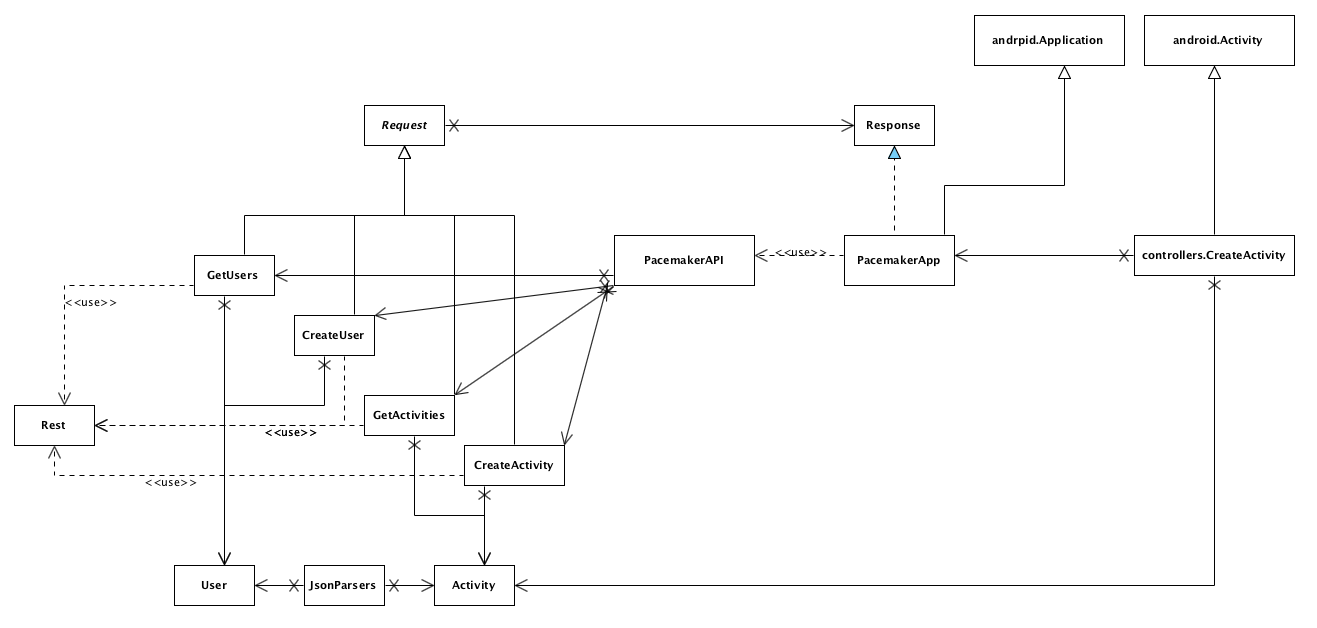 andrpid.Application
android.Activity
Request
Response
GetUsers
PacemakerAPI
<<use>>
PacemakerApp
controllers.CreateActivity
<<use>>
CreateUser
Rest
GetActivities
<<use>>
CreateActivity
<<use>>
User
JsonParsers
Activity